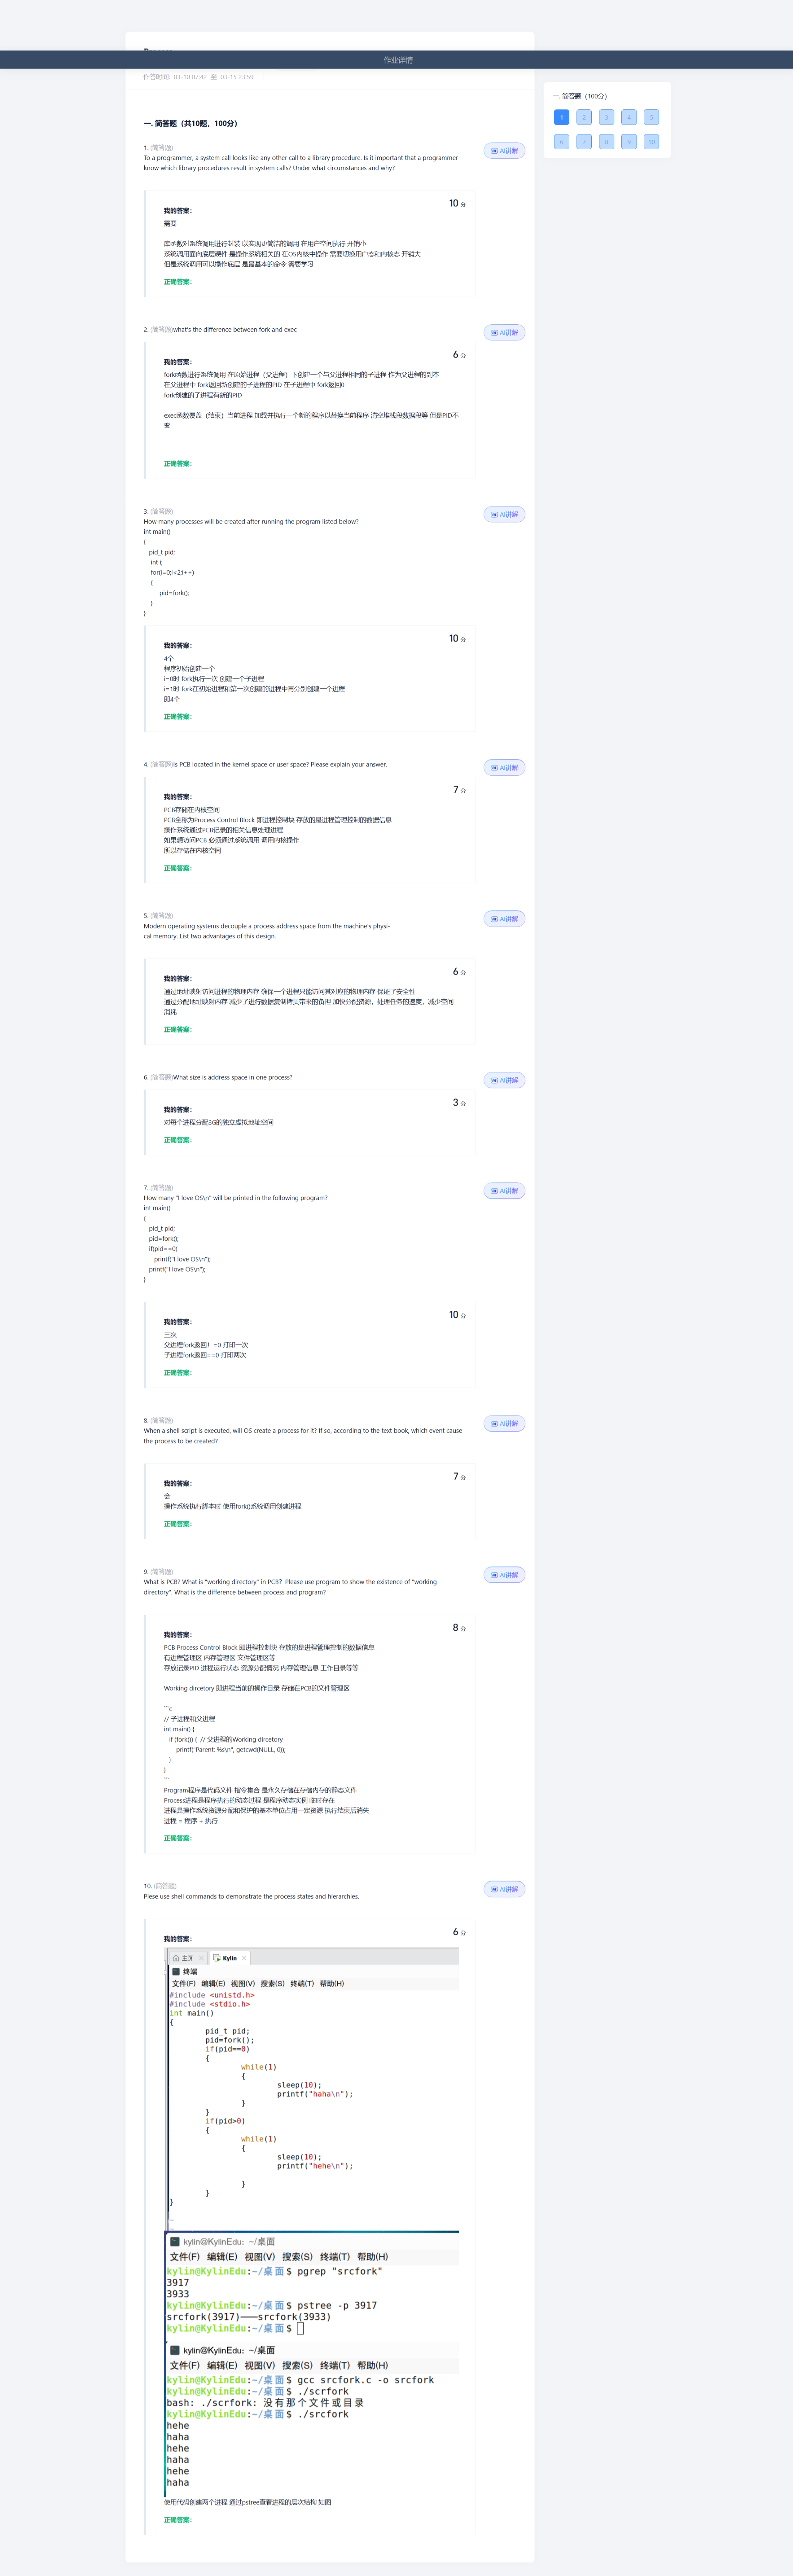 作业详情
作答时间: 03-10 07:42 至 03-15 23:59
一. 简答题（共10题，100分）
1. (简答题)
To a programmer, a system call looks like any other call to a library procedure. Is it important that a programmer
know which library procedures result in system calls? Under what circumstances and why?
AI讲解
10 分
我的答案：
需要
库函数对系统调用进行封装 以实现更简洁的调用 在用户空间执行 开销小
系统调用面向底层硬件 是操作系统相关的 在OS内核中操作 需要切换用户态和内核态 开销大
但是系统调用可以操作底层 是最基本的命令 需要学习
正确答案：
2. (简答题)what's the difference between fork and exec
AI讲解
6 分
我的答案：
fork函数进行系统调用 在原始进程（父进程）下创建一个与父进程相同的子进程 作为父进程的副本
在父进程中 fork返回新创建的子进程的PID 在子进程中 fork返回0
fork创建的子进程有新的PID
exec函数覆盖（结束）当前进程 加载并执行一个新的程序以替换当前程序 清空堆栈段数据段等 但是PID不
变
正确答案：
3. (简答题)
How many processes will be created after running the program listed below?
int main()
{
pid_t pid;
int i;
for(i=0;i<2;i++)
{
pid=fork();
}
}
AI讲解
10 分
我的答案：
4个
程序初始创建一个
i=0时 fork执行一次 创建一个子进程
i=1时 fork在初始进程和第一次创建的进程中再分别创建一个进程
即4个
正确答案：
4. (简答题)Is PCB located in the kernel space or user space? Please explain your answer.
AI讲解
7 分
我的答案：
PCB存储在内核空间
PCB全称为Process Control Block 即进程控制块 存放的是进程管理控制的数据信息
操作系统通过PCB记录的相关信息处理进程
如果想访问PCB 必须通过系统调用 调用内核操作
所以存储在内核空间
正确答案：
5. (简答题)
Modern operating systems decouple a process address space from the machine's physi-
cal memory. List two advantages of this design.
AI讲解
6 分
我的答案：
通过地址映射访问进程的物理内存 确保一个进程只能访问其对应的物理内存 保证了安全性
通过分配地址映射内存 减少了进行数据复制拷贝带来的负担 加快分配资源，处理任务的速度，减少空间
消耗
正确答案：
6. (简答题)What size is address space in one process?
AI讲解
3 分
我的答案：
对每个进程分配3G的独立虚拟地址空间
正确答案：
7. (简答题)
How many "I love OS\n" will be printed in the following program?
int main()
{
pid_t pid;
pid=fork();
if(pid==0)
printf("I love OS\n");
printf("I love OS\n");
}
AI讲解
10 分
我的答案：
三次
父进程fork返回！=0 打印一次
子进程fork返回==0 打印两次
正确答案：
8. (简答题)
When a shell script is executed, will OS create a process for it? If so, according to the text book, which event cause
the process to be created?
AI讲解
7 分
我的答案：
会
操作系统执行脚本时 使用fork()系统调用创建进程
正确答案：
9. (简答题)
What is PCB? What is "working directory" in PCB? Please use program to show the existence of "working
directory". What is the difference between process and program?
AI讲解
8 分
我的答案：
PCB Process Control Block 即进程控制块 存放的是进程管理控制的数据信息
有进程管理区 内存管理区 文件管理区等
存放记录PID 进程运行状态 资源分配情况 内存管理信息 工作目录等等
Working dircetory 即进程当前的操作目录 存储在PCB的文件管理区
```c
// 子进程和父进程
int main() {
if (fork()) { // 父进程的Working dircetory
printf("Parent: %s\n", getcwd(NULL, 0));
}
}
```
Program程序是代码文件 指令集合 是永久存储在存储内存的静态文件
Process进程是程序执行的动态过程 是程序动态实例 临时存在
进程是操作系统资源分配和保护的基本单位占用一定资源 执行结束后消失
进程 = 程序 + 执行
正确答案：
10. (简答题)
Plese use shell commands to demonstrate the process states and hierarchies.
AI讲解
6 分
我的答案：
主页 Kylin
终端
文件(F) 编辑(E) 视图(V) 搜索(S) 终端(T) 帮助(H)
#include <unistd.h>
#include <stdio.h>
int main()
{
pid_t pid;
pid=fork();
if(pid==0)
{
while(1)
{
sleep(10);
printf("haha\n");
}
}
if(pid>0)
{
while(1)
{
sleep(10);
printf("hehe\n");
}
}
}
kylin@KylinEdu: ~/桌面
文件(F) 编辑(E) 视图(V) 搜索(S) 终端(T) 帮助(H)
kylin@KylinEdu:~/桌面$ pgrep "srcfork"
3917
3933
kylin@KylinEdu:~/桌面$ pstree -p 3917
srcfork(3917)───srcfork(3933)
kylin@KylinEdu:~/桌面$
kylin@KylinEdu: ~/桌面
文件(F) 编辑(E) 视图(V) 搜索(S) 终端(T) 帮助(H)
kylin@KylinEdu:~/桌面$ gcc srcfork.c -o srcfork
kylin@KylinEdu:~/桌面$ ./scrfork
bash: ./scrfork: 没有那个文件或目录
kylin@KylinEdu:~/桌面$ ./srcfork
hehe
haha
hehe
haha
hehe
haha
使用代码创建两个进程 通过pstree查看进程的层次结构 如图
正确答案：
一. 简答题（100分）
1 2 3 4 5
6 7 8 9 10